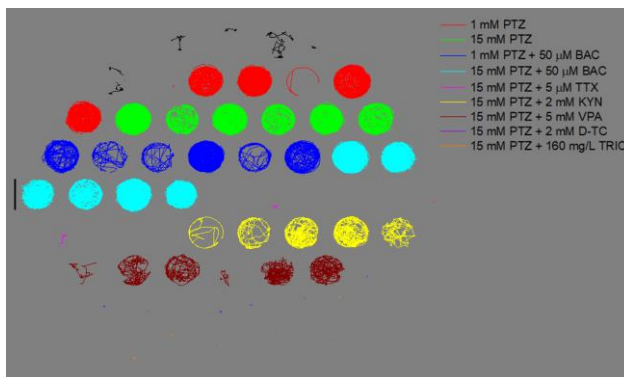 1 mM PTZ
15 mM PTZ
1 mM PTZ + 50 μM BAC
15 mM PTZ + 50 μM BAC
15 mM PTZ + 5 μM TTX
15 mM PTZ + 2 mM KYN
15 mM PTZ + 5 mM VPA
15 mM PTZ + 2 mM D-TC
15 mM PTZ + 160 mg/L TRIC